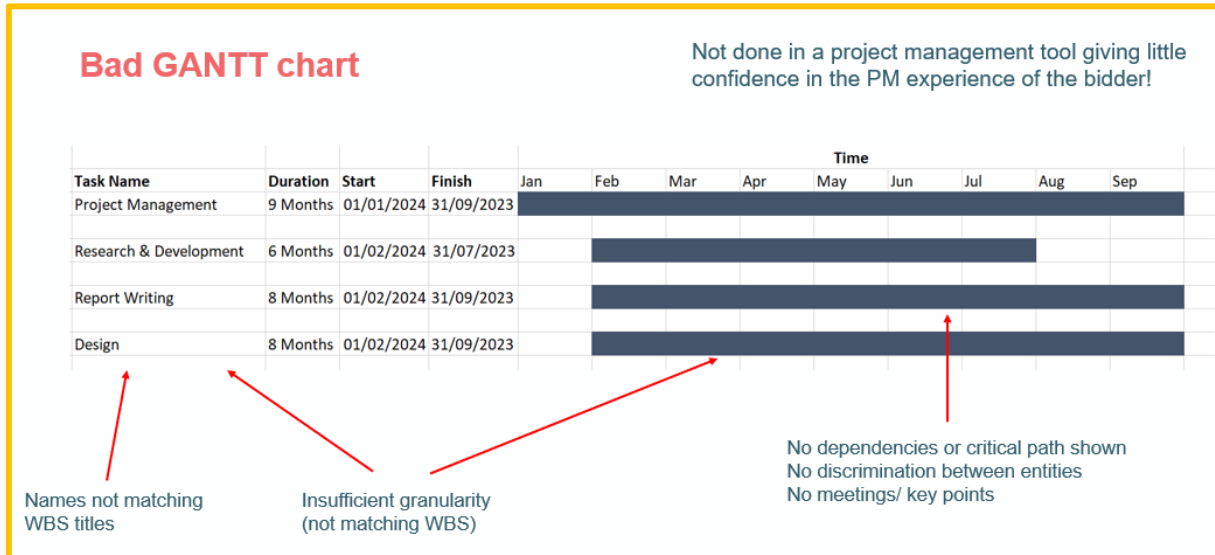 Bad GANTT chart
Not done in a project management tool giving little
confidence in the PM experience of the bidder!
Time
Task Name Duration Start Finish Jan Feb Mar Apr May Jun Jul Aug Sep
Project Management 9 Months 01/01/2024 31/09/2023
Research & Development 6 Months 01/02/2024 31/07/2023
Report Writing 8 Months 01/02/2024 31/09/2023
Design 8 Months 01/02/2024 31/09/2023
Names not matching
WBS titles
Insufficient granularity
(not matching WBS)
No dependencies or critical path shown
No discrimination between entities
No meetings/ key points